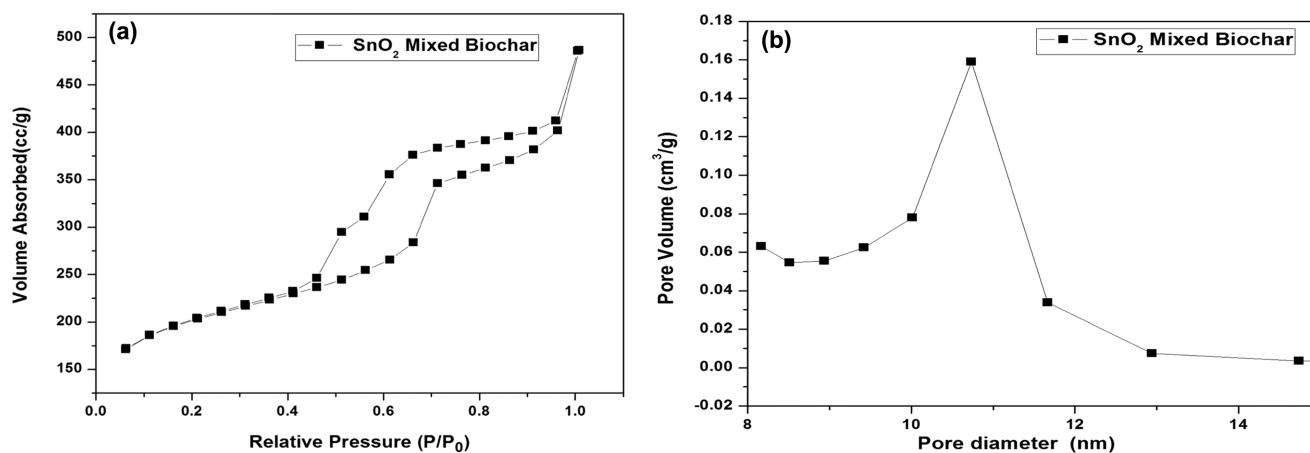 (a)
SnO₂ Mixed Biochar
500
450
400
350
300
250
200
150
Volume Absorbed(cc/g)
0.0 0.2 0.4 0.6 0.8 1.0
Relative Pressure (P/P₀)
(b)
SnO₂ Mixed Biochar
0.18
0.16
0.14
0.12
0.10
0.08
0.06
0.04
0.02
0.00
-0.02
Pore Volume (cm³/g)
8 10 12 14
Pore diameter (nm)